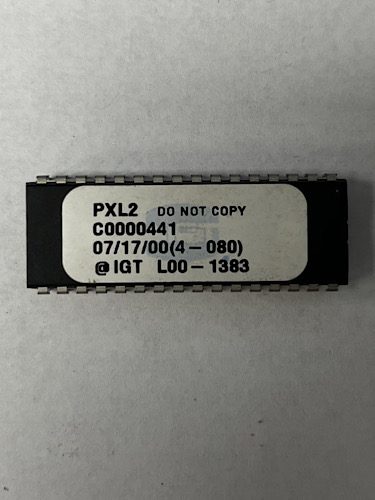 PXL2 DO NOT COPY
C0000441
07/17/00(4-080)
@IGT L00-1383